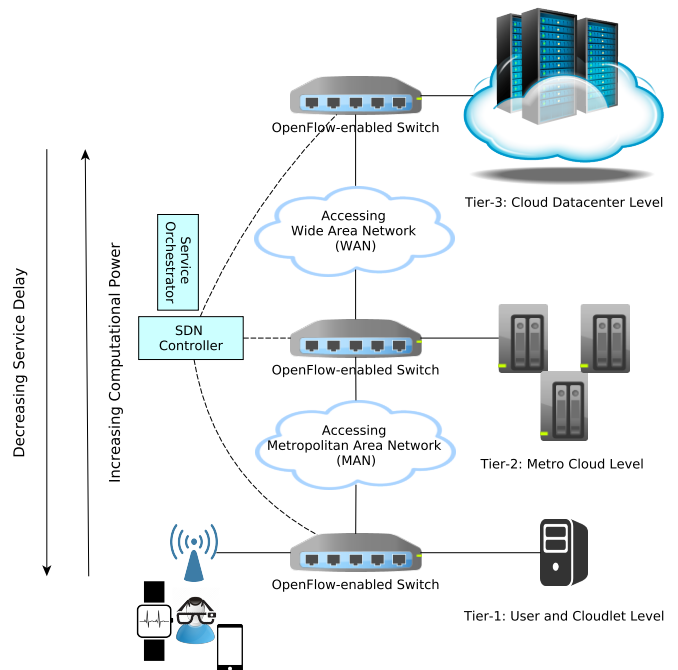 OpenFlow-enabled Switch
Tier-3: Cloud Datacenter Level
Accessing
Wide Area Network
(WAN)
Service
Orchestrator
SDN
Controller
Decreasing Service Delay
Increasing Computational Power
OpenFlow-enabled Switch
Accessing
Metropolitan Area Network
(MAN)
Tier-2: Metro Cloud Level
OpenFlow-enabled Switch
Tier-1: User and Cloudlet Level